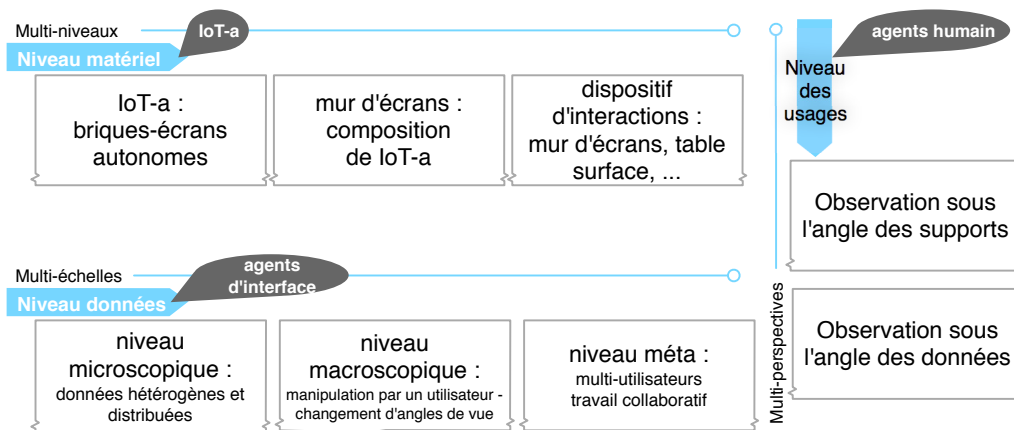 Multi-niveaux
IoT-a
Niveau matériel
IoT-a :
briques-écrans
autonomes
mur d'écrans :
composition
de IoT-a
dispositif
d'interactions :
mur d'écrans, table
surface, ...
Multi-échelles
agents
d'interface
Niveau données
niveau
microscopique :
données hétérogènes et
distribuées
niveau
macroscopique :
manipulation par un utilisateur -
changement d'angles de vue
niveau méta :
multi-utilisateurs
travail collaboratif
Multi-perspectives
agents humain
Niveau
des
usages
Observation sous
l'angle des supports
Observation sous
l'angle des données